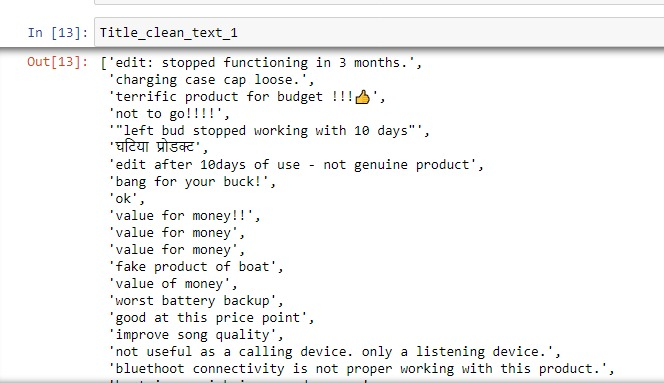 In [13]: Title_clean_text_1
Out[13]: ['edit: stopped functioning in 3 months.',
'charging case cap loose.',
'terrific product for budget !!!👍',
'not to go!!!!',
'"left bud stopped working with 10 days"',
'घटिया प्रोडक्ट',
'edit after 10days of use - not genuine product',
'bang for your buck!',
'ok',
'value for money!!',
'value for money',
'value for money',
'fake product of boat',
'value of money',
'worst battery backup',
'good at this price point',
'improve song quality',
'not useful as a calling device. only a listening device.',
'bluethoot connectivity is not proper working with this product.',